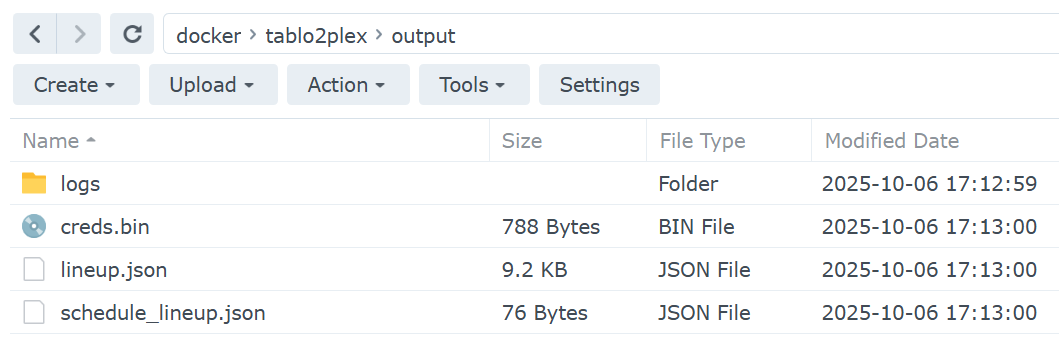 docker › tablo2plex › output
Create Upload Action Tools Settings
Name Size File Type Modified Date
logs Folder 2025-10-06 17:12:59
creds.bin 788 Bytes BIN File 2025-10-06 17:13:00
lineup.json 9.2 KB JSON File 2025-10-06 17:13:00
schedule_lineup.json 76 Bytes JSON File 2025-10-06 17:13:00